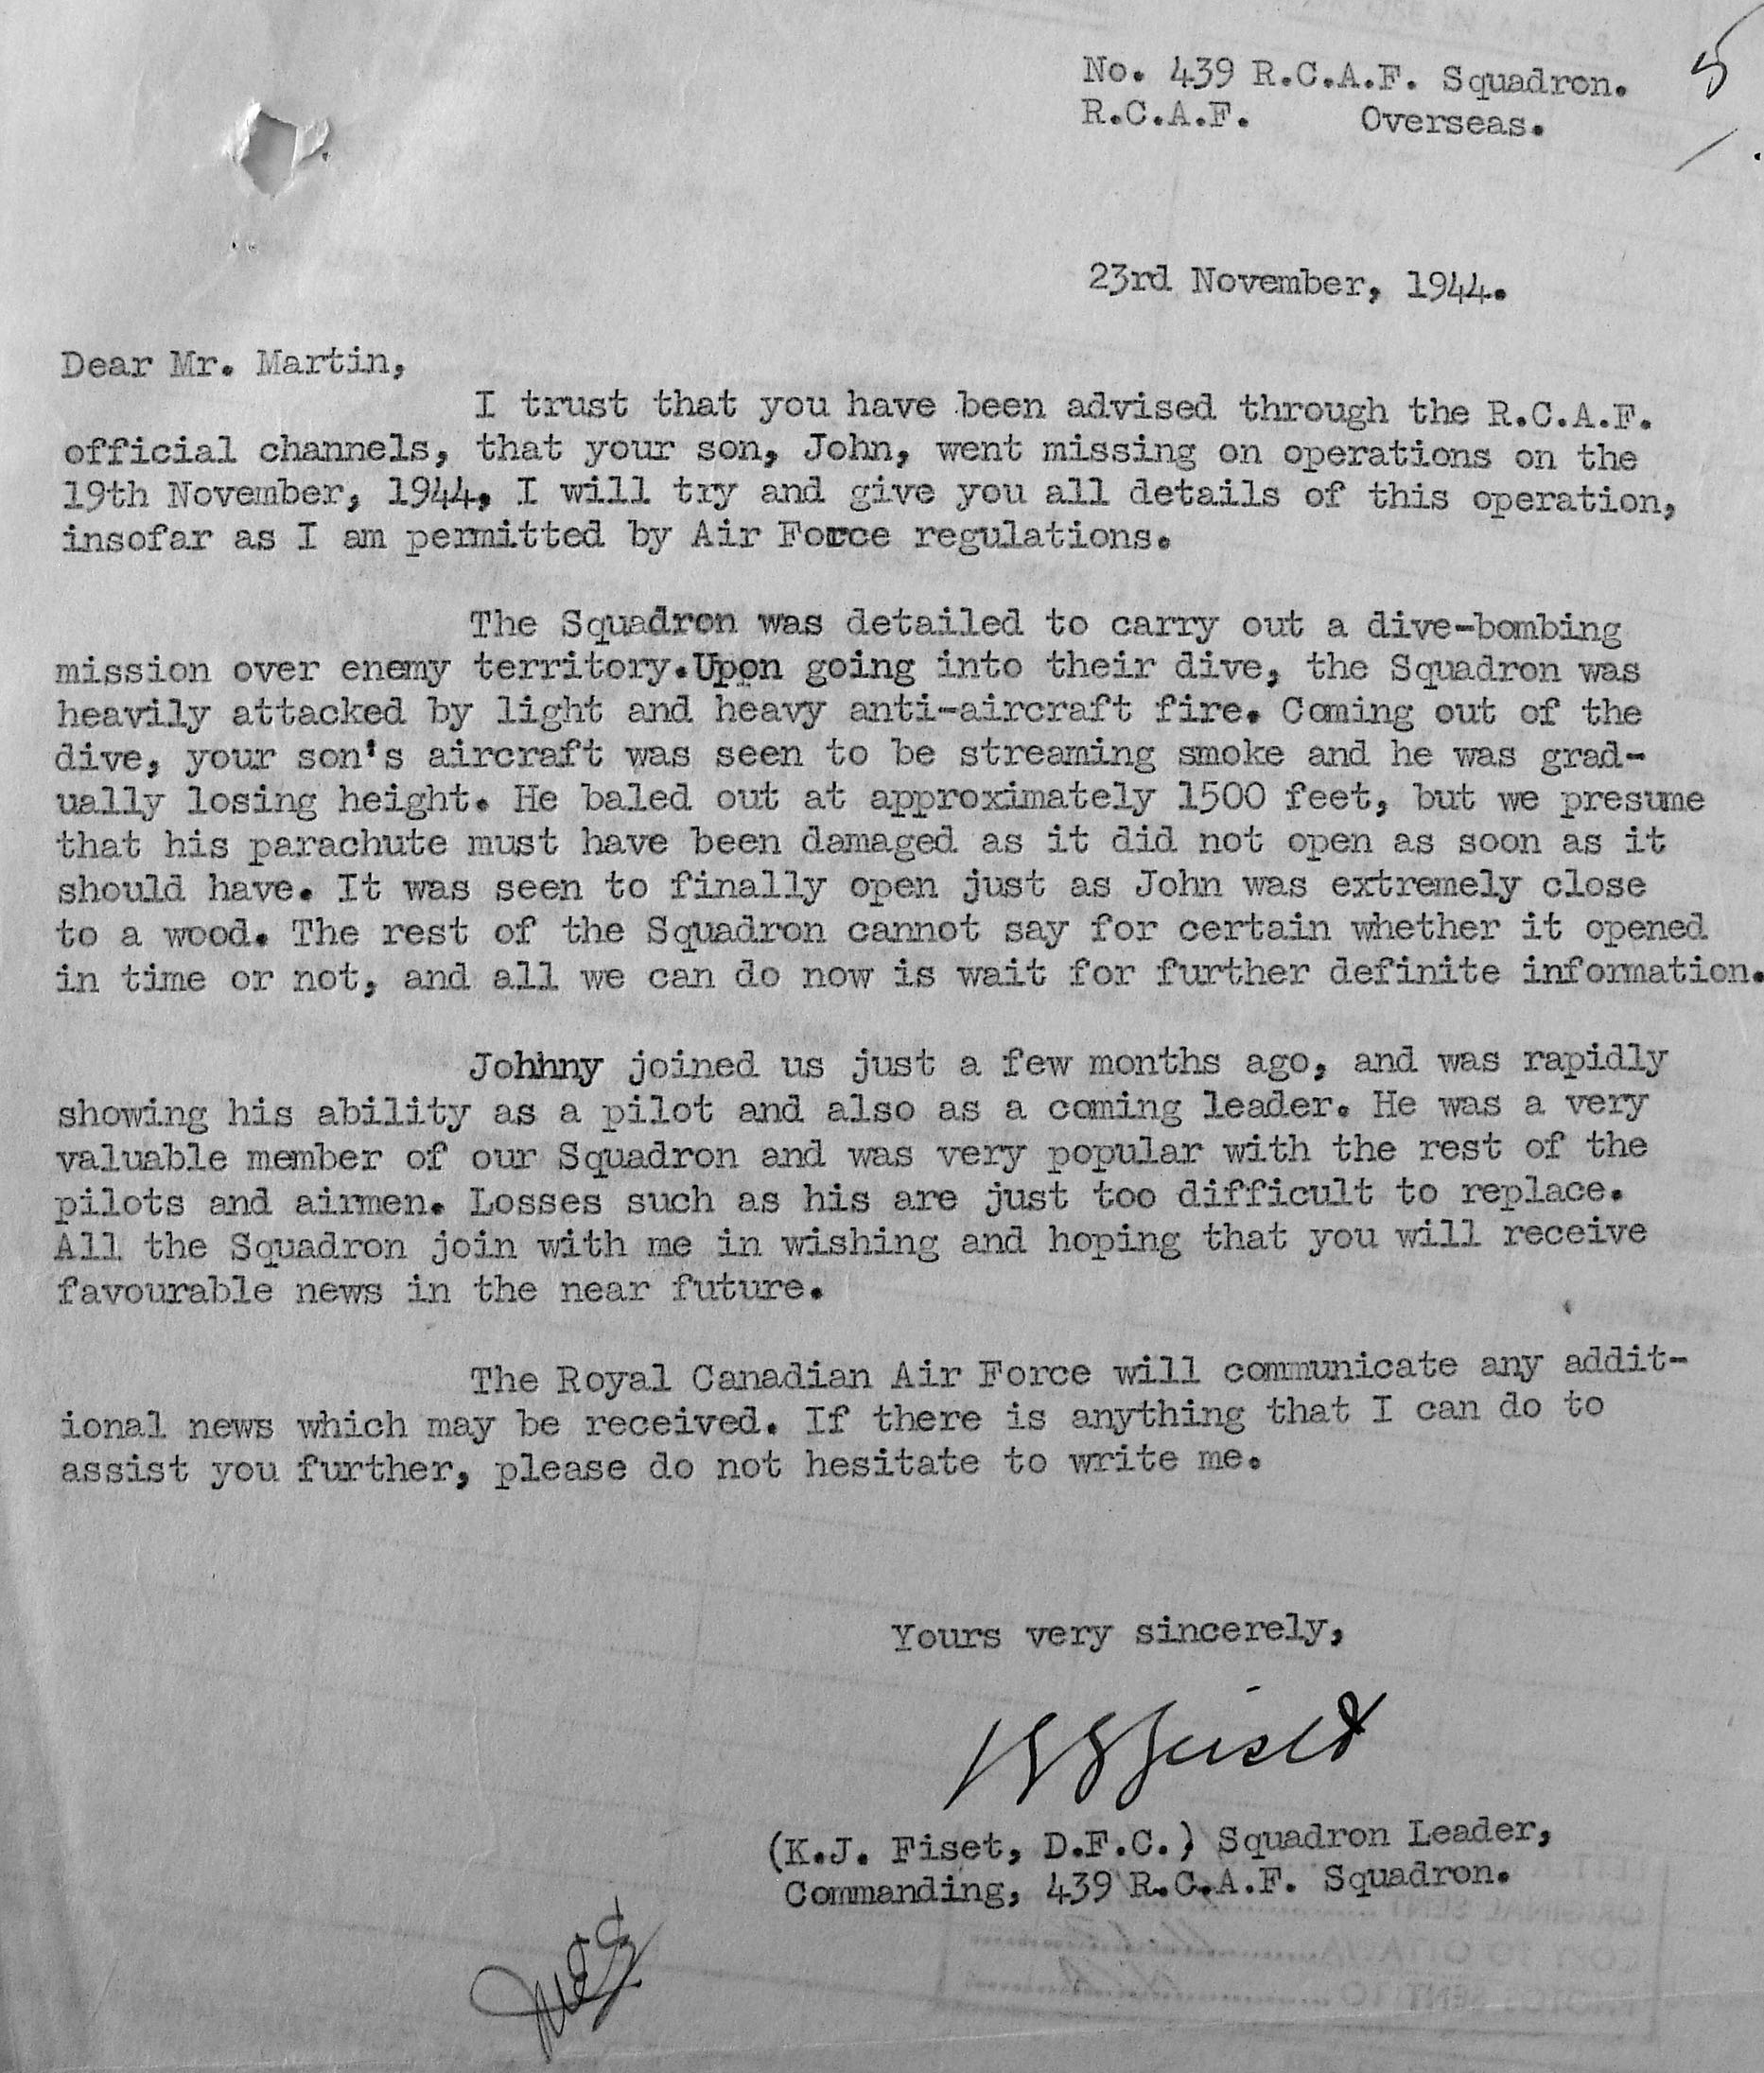 No. 439 R.C.A.F. Squadron.
R.C.A.F. Overseas.
5
23rd November, 1944.
Dear Mr. Martin,
I trust that you have been advised through the R.C.A.F.
official channels, that your son, John, went missing on operations on the
19th November, 1944, I will try and give you all details of this operation,
insofar as I am permitted by Air Force regulations.
The Squadron was detailed to carry out a dive-bombing
mission over enemy territory.Upon going into their dive, the Squadron was
heavily attacked by light and heavy anti-aircraft fire. Coming out of the
dive, your son's aircraft was seen to be streaming smoke and he was grad-
ually losing height. He baled out at approximately 1500 feet, but we presume
that his parachute must have been damaged as it did not open as soon as it
should have. It was seen to finally open just as John was extremely close
to a wood. The rest of the Squadron cannot say for certain whether it opened
in time or not, and all we can do now is wait for further definite information.
Johhny joined us just a few months ago, and was rapidly
showing his ability as a pilot and also as a coming leader. He was a very
valuable member of our Squadron and was very popular with the rest of the
pilots and airmen. Losses such as his are just too difficult to replace.
All the Squadron join with me in wishing and hoping that you will receive
favourable news in the near future.
The Royal Canadian Air Force will communicate any addit-
ional news which may be received. If there is anything that I can do to
assist you further, please do not hesitate to write me.
Yours very sincerely,
(K.J. Fiset, D.F.C.) Squadron Leader,
Commanding, 439 R.C.A.F. Squadron.
ORIGINAL SENT
COPY TO OTTAWA